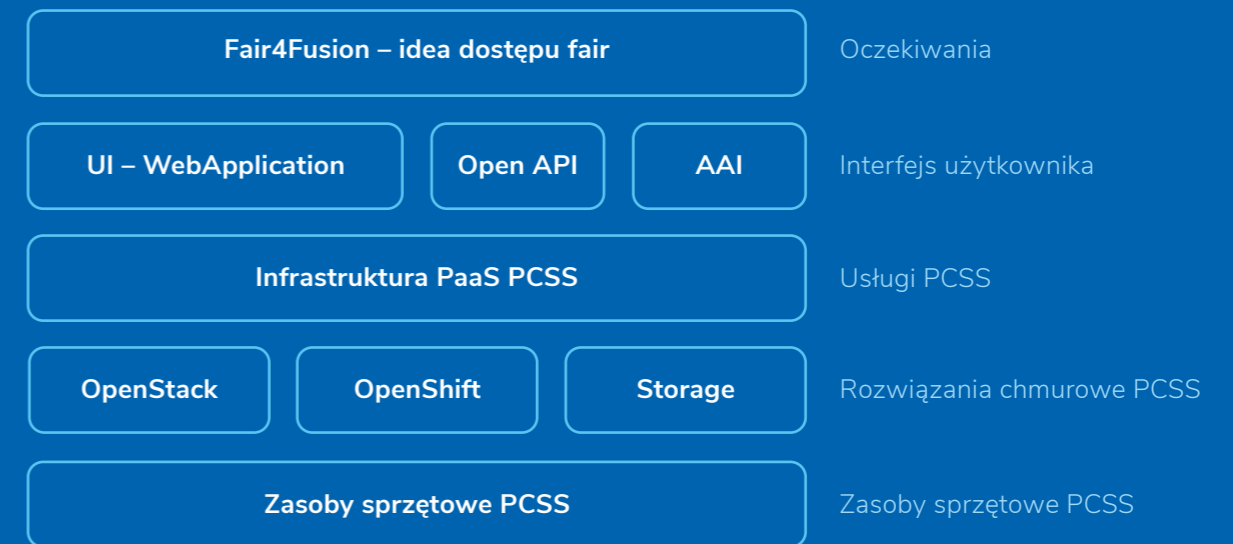 Fair4Fusion – idea dostępu fair
Oczekiwania
UI – WebApplication
Open API
AAI
Interfejs użytkownika
Infrastruktura PaaS PCSS
Usługi PCSS
OpenStack
OpenShift
Storage
Rozwiązania chmurowe PCSS
Zasoby sprzętowe PCSS
Zasoby sprzętowe PCSS